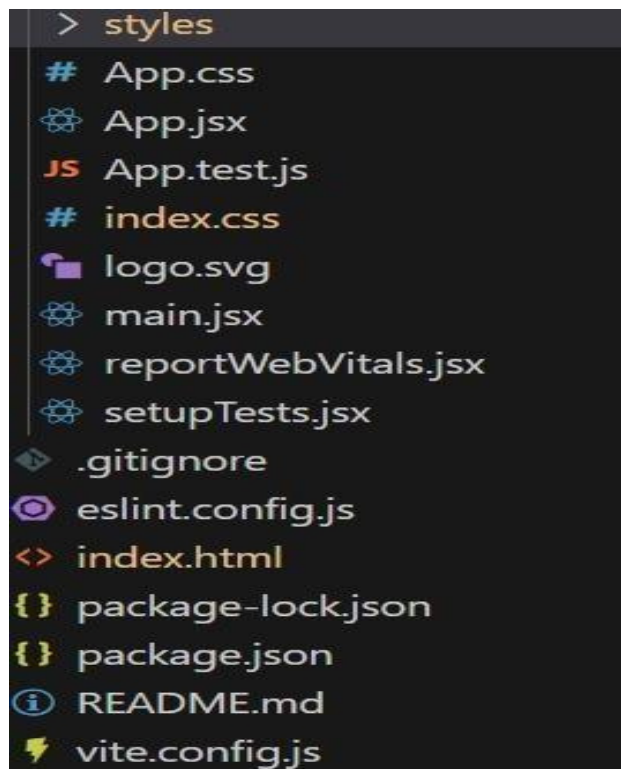 styles
App.css
App.jsx
JS App.test.js
index.css
logo.svg
main.jsx
reportWebVitals.jsx
setupTests.jsx
.gitignore
eslint.config.js
<> index.html
{} package-lock.json
{} package.json
README.md
vite.config.js